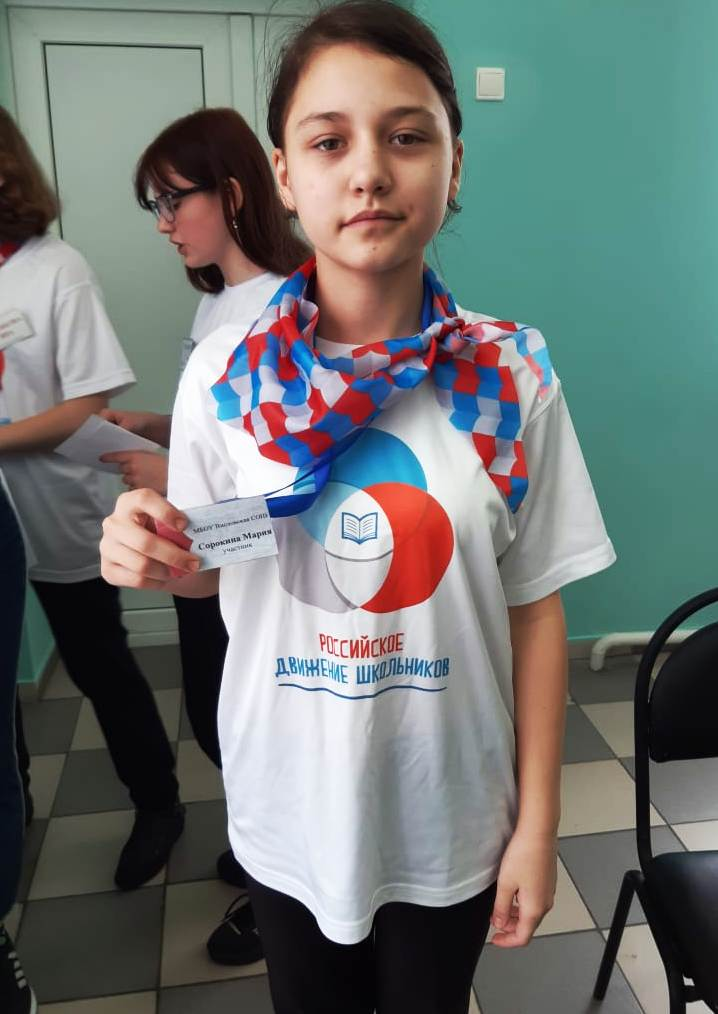 МБОУ
СОШ
Сорокина Мария
участник
РОССИЙСКОЕ
ДВИЖЕНИЕ ШКОЛЬНИКОВ